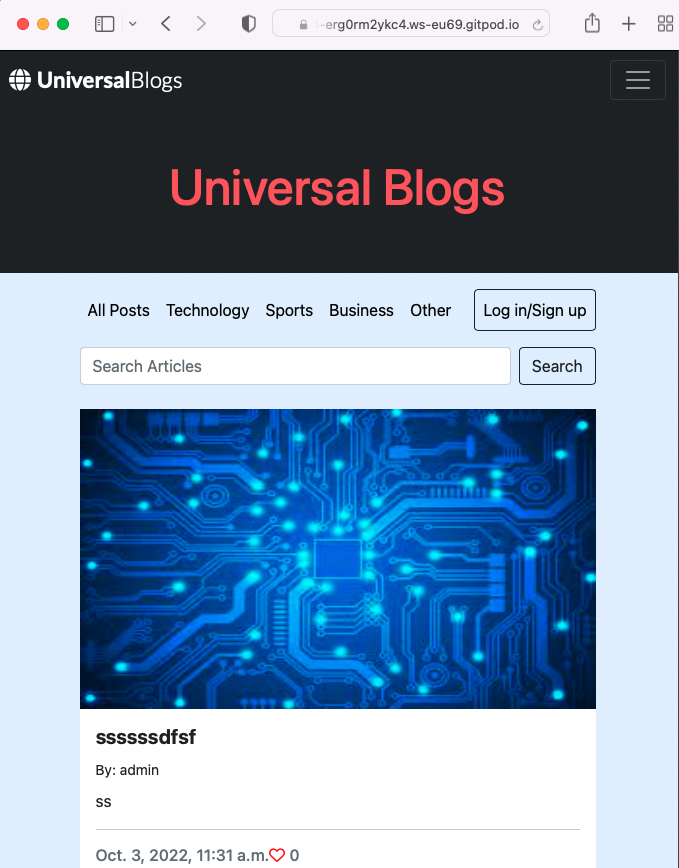 -erg0rm2ykc4.ws-eu69.gitpod.io
UniversalBlogs
Universal Blogs
All Posts Technology Sports Business Other Log in/Sign up
Search Articles Search
sssssssdfsf
By: admin
ss
Oct. 3, 2022, 11:31 a.m. 0